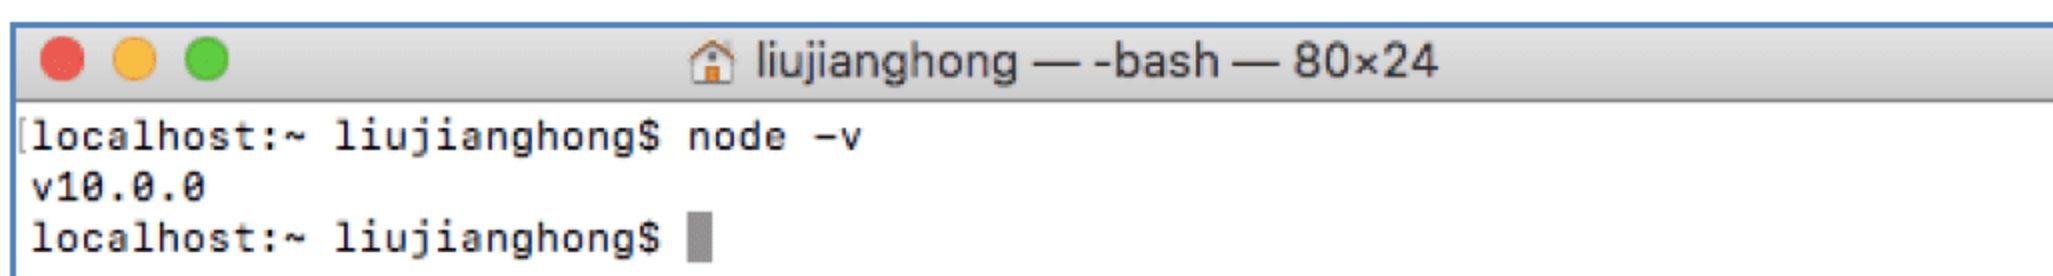 liujianghong — -bash — 80×24
[localhost:~ liujianghong$ node -v
v10.0.0
localhost:~ liujianghong$